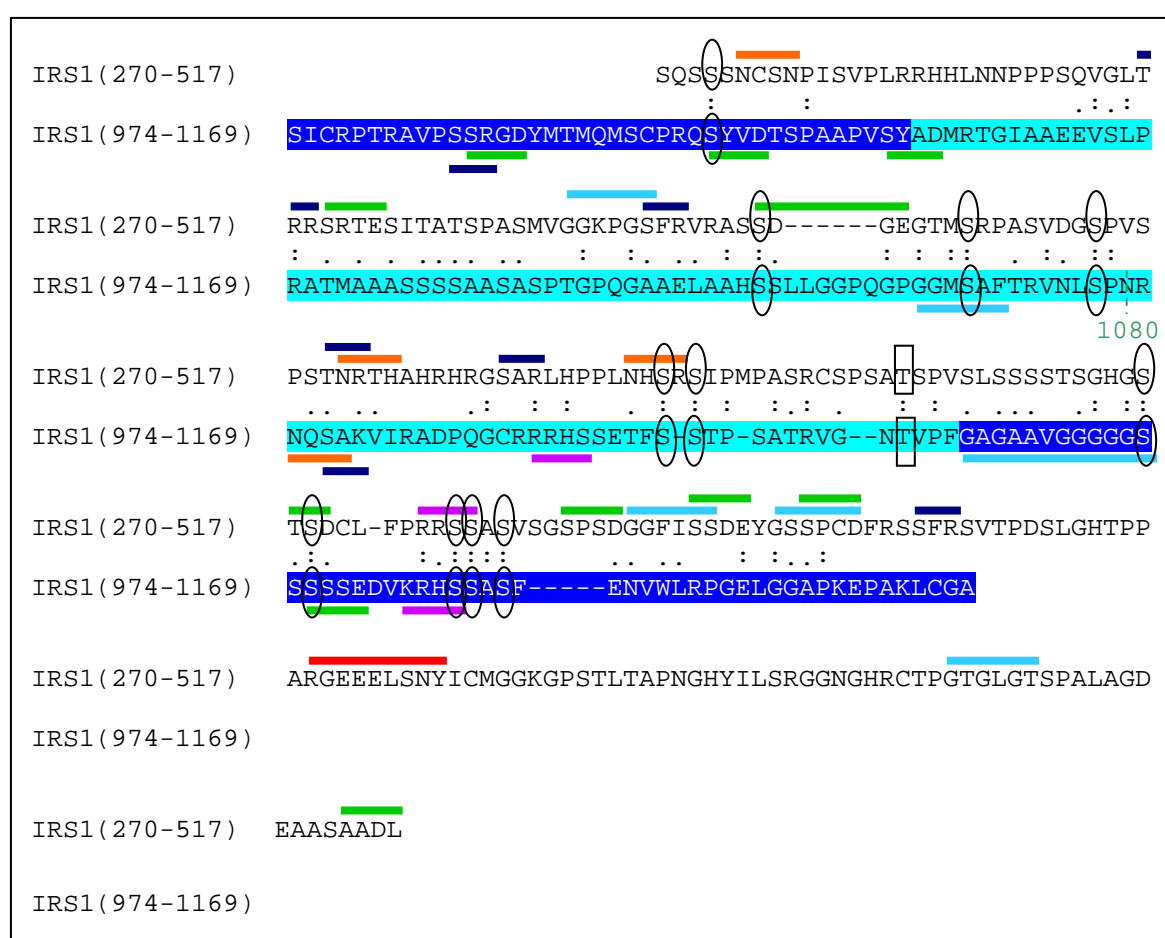 IRS1(270-517) SQSSSSNCSNPISVPLRRHHLNNPPPSQVGLT
: : .:.:
IRS1(974-1169) SICRPTRAVPSSRGDYMTMQMSCPRQSYVDTSPAAPVSYADMRTGIAAEEVSLP
IRS1(270-517) RRSRTESITATSPASMVGGKPGSFRVRASSD------GEGTMSRPASVDGSPVS
: . . . ... . . : . : . . . : . : . : : : . : .
IRS1(974-1169) RATMAAASSSSAASASPTGPQGAAELAAHSSLLGGPQGPGGMSAFTRVNLSPNR
1080
IRS1(270-517) PSTNRTHAHRHRGSARLHPPLNHSRSIPMPASRCSPSATSPVSLSSSSTSGHGS
.. .. .: : : . : : . : : . : : . ... : . ::
IRS1(974-1169) NQSAKVIRADPQGCRRRHSSETFS-STP-SATRVG--NTVPFGAGAAVGGGGGS
IRS1(270-517) TSDCL-FPRRSSASVSGSPSDGGFISSDEYGSSPCDFRSSFRSVTPDSLGHTPP
.:. : .:::: .. .. : : ..:
IRS1(974-1169) SSSSEDVKRHSSASF-----ENVWLRPGELGGAPKEPAKLCGA
IRS1(270-517) ARGEEELSNYICMGGKGPSTLTAPNGHYILSRGGNGHRCTPGTGLGTSPALAGD
IRS1(974-1169)
IRS1(270-517) EAASAADL
IRS1(974-1169)